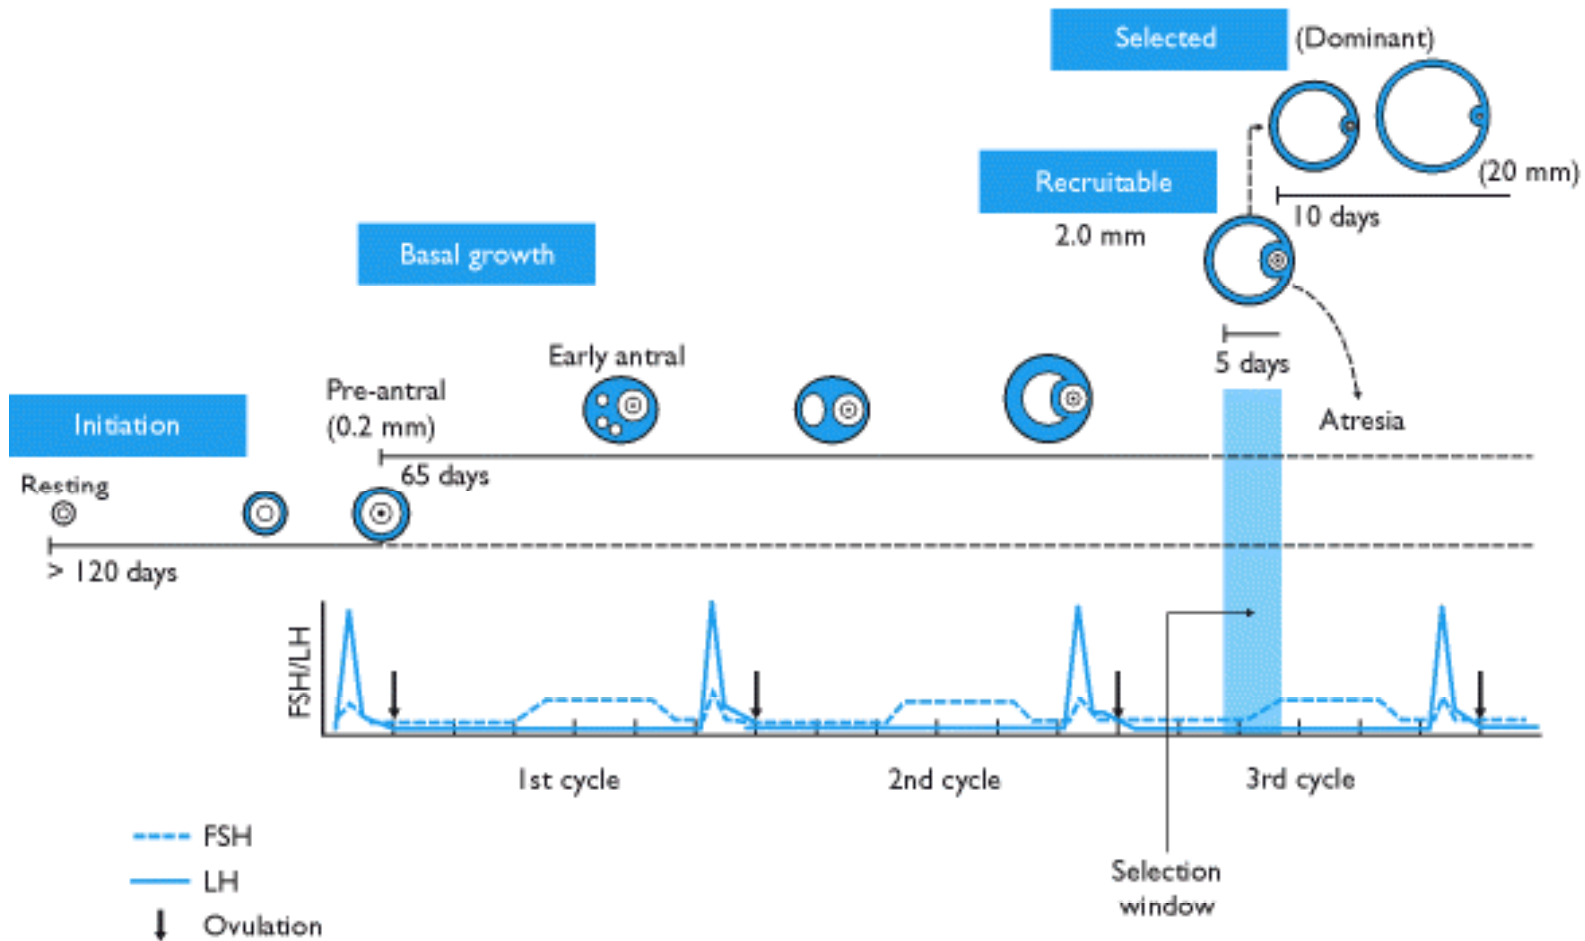 Selected (Dominant)
(20 mm)
10 days
Recruitable
2.0 mm
Basal growth
5 days
Atresia
Early antral
Pre-antral
(0.2 mm)
65 days
Initiation
Resting
> 120 days
FSH/LH
1st cycle 2nd cycle 3rd cycle
Selection
window
FSH
LH
Ovulation